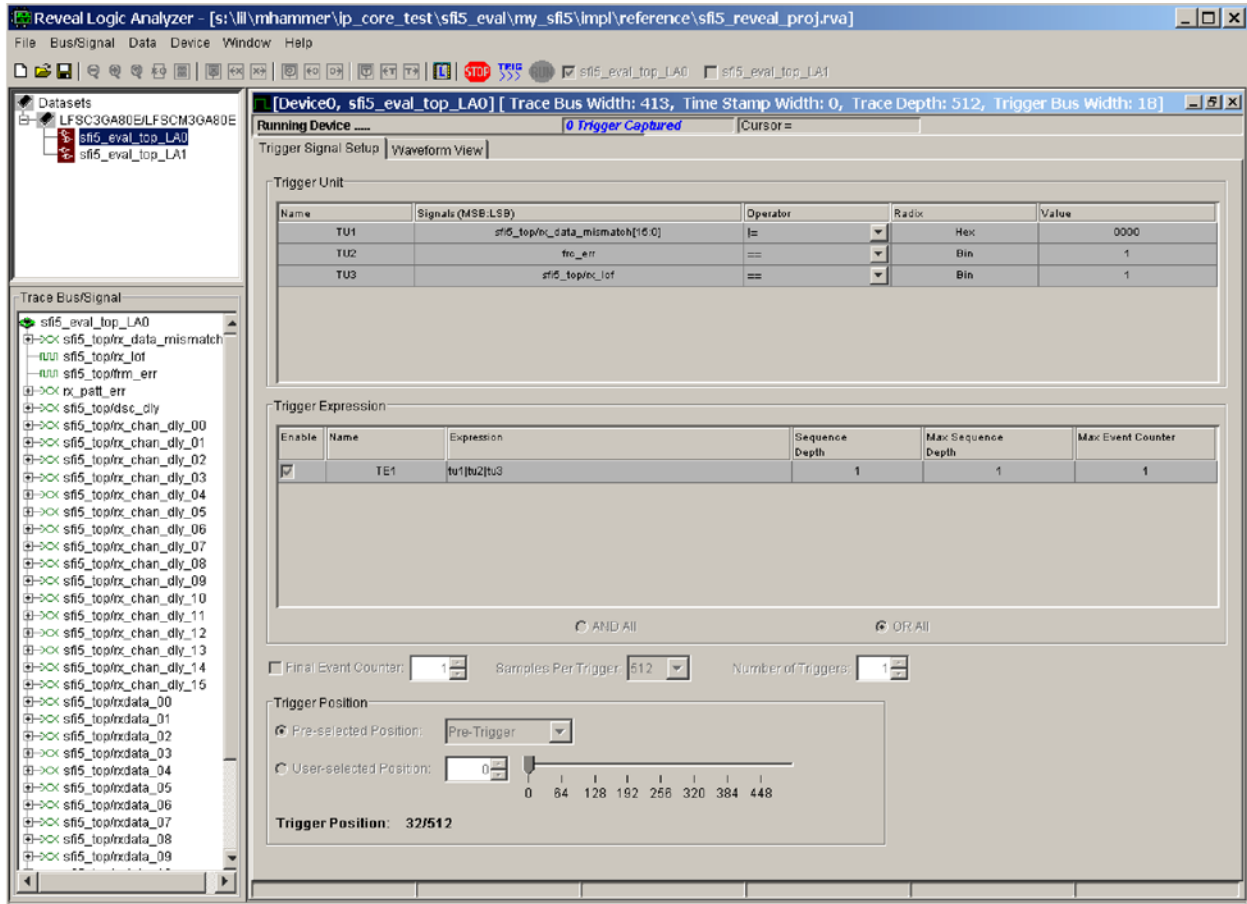 Reveal Logic Analyzer - [s:\lil\mhammer\ip_core_test\sfi5_eval\my_sfi5\impl\reference\sfi5_reveal_proj.rva]
File Bus/Signal Data Device Window Help
STOP TRIG RUN sfi5_eval_top_LA0 sfi5_eval_top_LA1
Datasets
LFSC3GA80E/LFSCM3GA80E
sfi5_eval_top_LA0
sfi5_eval_top_LA1
Trace Bus/Signal
sfi5_eval_top_LA0
sfi5_top/rx_data_mismatch
sfi5_top/rx_lof
sfi5_top/frm_err
rx_patt_err
sfi5_top/dsc_dly
sfi5_top/rx_chan_dly_00
sfi5_top/rx_chan_dly_01
sfi5_top/rx_chan_dly_02
sfi5_top/rx_chan_dly_03
sfi5_top/rx_chan_dly_04
sfi5_top/rx_chan_dly_05
sfi5_top/rx_chan_dly_06
sfi5_top/rx_chan_dly_07
sfi5_top/rx_chan_dly_08
sfi5_top/rx_chan_dly_09
sfi5_top/rx_chan_dly_10
sfi5_top/rx_chan_dly_11
sfi5_top/rx_chan_dly_12
sfi5_top/rx_chan_dly_13
sfi5_top/rx_chan_dly_14
sfi5_top/rx_chan_dly_15
sfi5_top/rxdata_00
sfi5_top/rxdata_01
sfi5_top/rxdata_02
sfi5_top/rxdata_03
sfi5_top/rxdata_04
sfi5_top/rxdata_05
sfi5_top/rxdata_06
sfi5_top/rxdata_07
sfi5_top/rxdata_08
sfi5_top/rxdata_09
[Device0, sfi5_eval_top_LA0] [ Trace Bus Width: 413, Time Stamp Width: 0, Trace Depth: 512, Trigger Bus Width: 18]
Running Device ..... 0 Trigger Captured Cursor =
Trigger Signal Setup Waveform View
Trigger Unit
Name Signals (MSB:LSB) Operator Radix Value
TU1 sfi5_top/rx_data_mismatch[15:0] != Hex 0000
TU2 frc_err == Bin 1
TU3 sfi5_top/rx_lof == Bin 1
Trigger Expression
Enable Name Expression Sequence Depth Max Sequence Depth Max Event Counter
TE1 tu1|tu2|tu3 1 1 1
AND All OR All
Final Event Counter: 1 Samples Per Trigger: 512 Number of Triggers: 1
Trigger Position
Pre-selected Position: Pre-Trigger
User-selected Position: 0
0 64 128 192 256 320 384 448
Trigger Position: 32/512